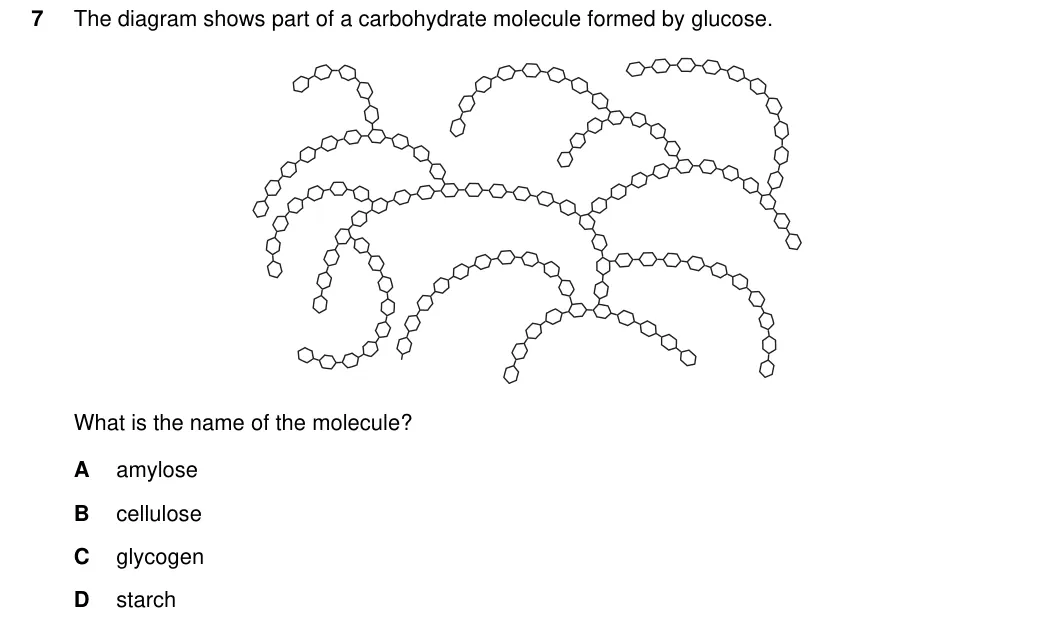 7 The diagram shows part of a carbohydrate molecule formed by glucose.
What is the name of the molecule?
A amylose
B cellulose
C glycogen
D starch